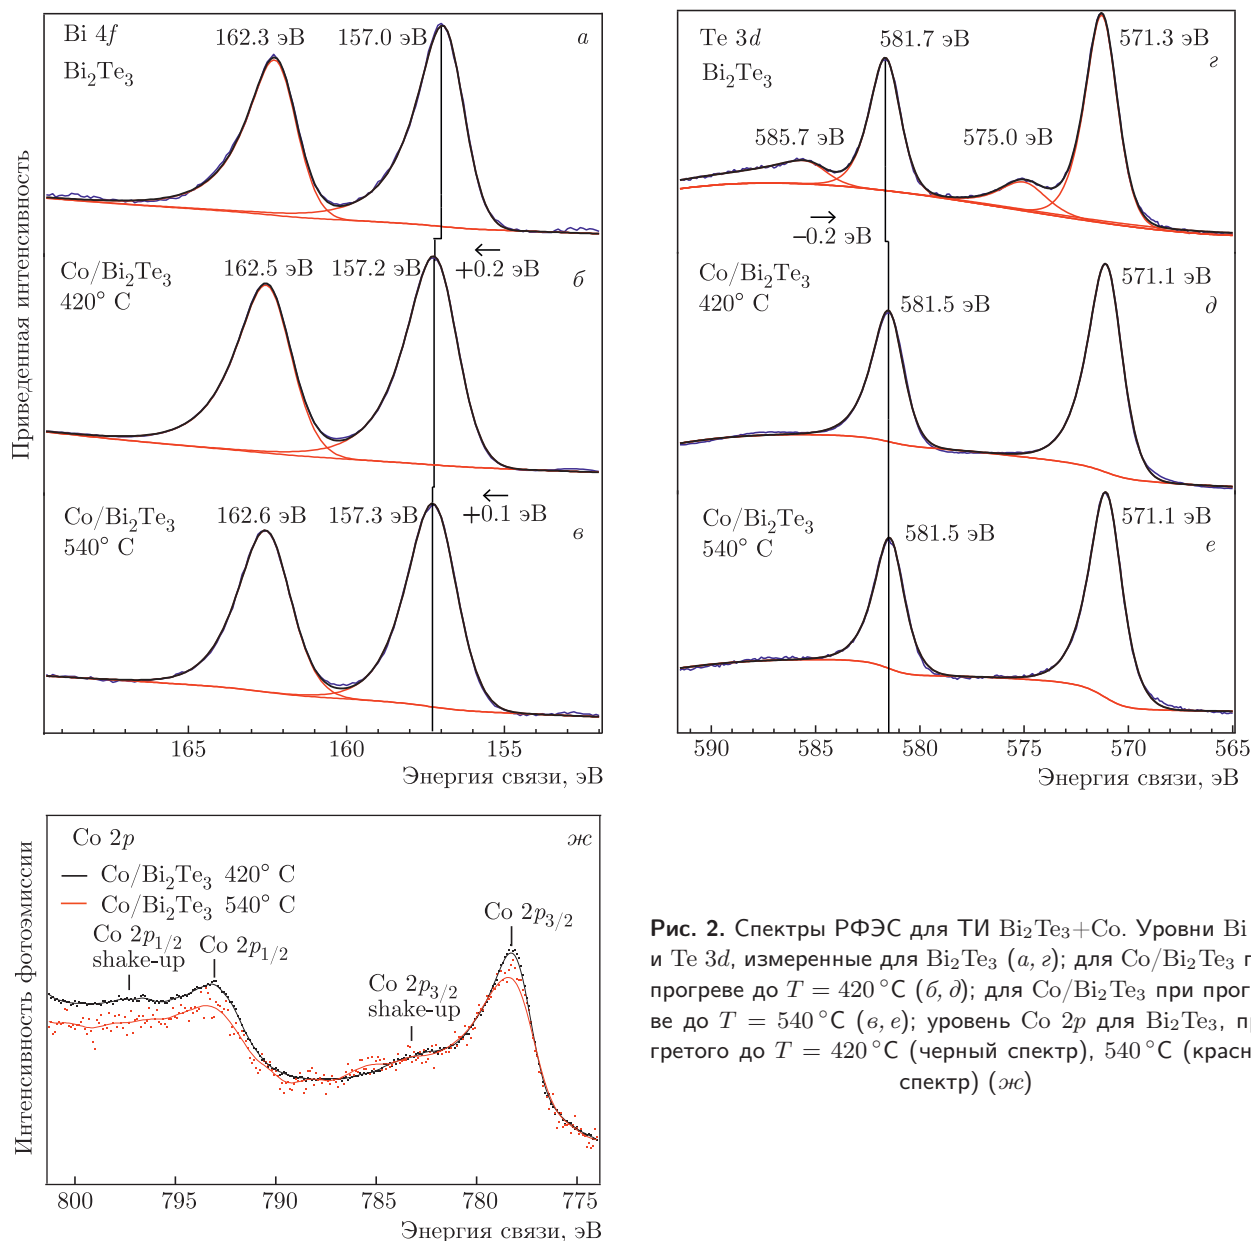 Приведенная интенсивность
Bi 4f
Bi₂Te₃
162.3 эВ
157.0 эВ
а
Co/Bi₂Te₃
420° C
162.5 эВ
157.2 эВ
+0.2 эВ
б
Co/Bi₂Te₃
540° C
162.6 эВ
157.3 эВ
+0.1 эВ
в
165 160 155
Энергия связи, эВ
Te 3d
Bi₂Te₃
581.7 эВ
571.3 эВ
г
585.7 эВ
575.0 эВ
−0.2 эВ
Co/Bi₂Te₃
420° C
581.5 эВ
571.1 эВ
д
Co/Bi₂Te₃
540° C
581.5 эВ
571.1 эВ
е
590 585 580 575 570 565
Энергия связи, эВ
Интенсивность фотоэмиссии
Co 2p
ж
Co/Bi₂Te₃ 420° C
Co/Bi₂Te₃ 540° C
Co 2p₁/₂
shake-up
Co 2p₁/₂
Co 2p₃/₂
shake-up
Co 2p₃/₂
800 795 790 785 780 775
Энергия связи, эВ
Рис. 2. Спектры РФЭС для ТИ Bi₂Te₃+Co. Уровни Bi
и Te 3d, измеренные для Bi₂Te₃ (а, г); для Co/Bi₂Te₃ п
прогреве до T = 420 °C (б, д); для Co/Bi₂Te₃ при прог
ве до T = 540 °C (в, е); уровень Co 2p для Bi₂Te₃, п
гретого до T = 420 °C (черный спектр), 540 °C (красн
спектр) (ж)